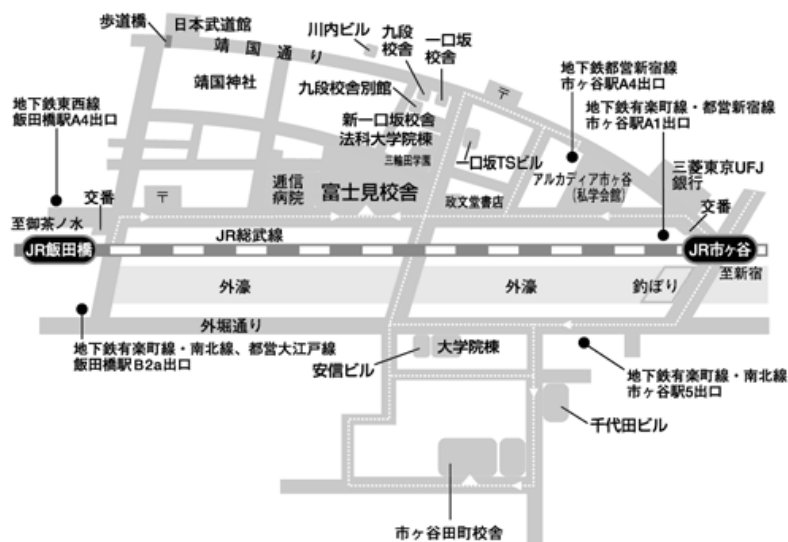 歩道橋
日本武道館
靖国通り
川内ビル
九段
校舎
一口坂
校舎
〒
地下鉄都営新宿線
市ヶ谷駅A4出口
靖国神社
地下鉄東西線
飯田橋駅A4出口
九段校舎別館
地下鉄有楽町線・都営新宿線
市ヶ谷駅A1出口
新一口坂校舎
法科大学院棟
三輪田学園
一口坂TSビル
アルカディア市ヶ谷
(私学会館)
三菱東京UFJ
銀行
交番
〒
逓信
病院
富士見校舎
政文堂書店
交番
至御茶ノ水
JR飯田橋
JR総武線
JR市ヶ谷
至新宿
外濠
外濠
釣ぼり
外堀通り
地下鉄有楽町線・南北線、都営大江戸線
飯田橋駅B2a出口
安信ビル
大学院棟
地下鉄有楽町線・南北線
市ヶ谷駅5出口
千代田ビル
市ヶ谷田町校舎